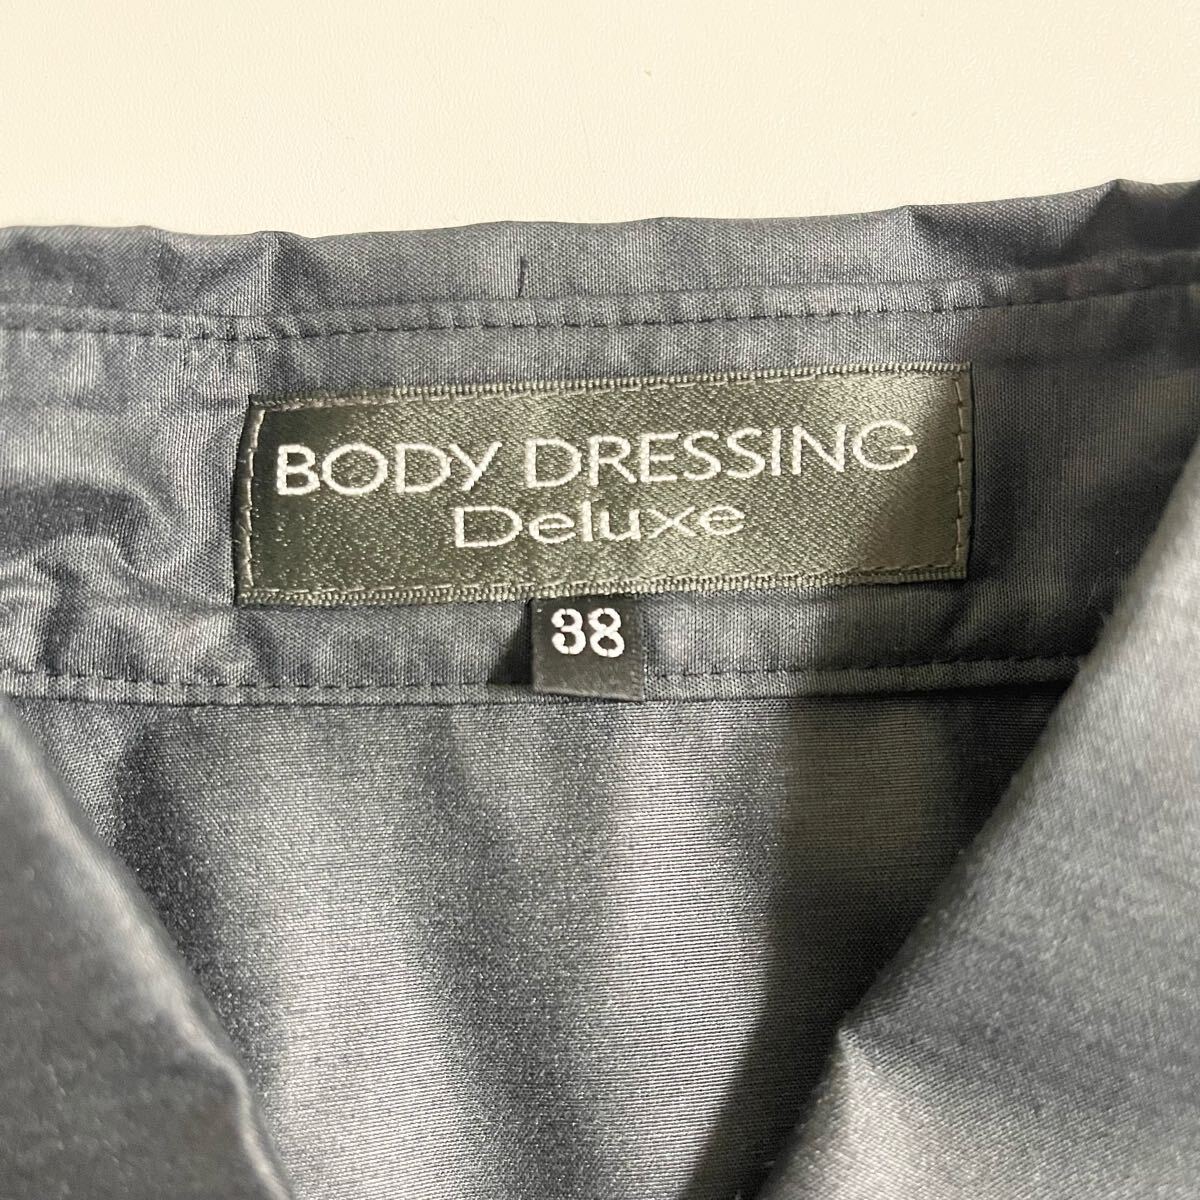 BODY DRESSING
Deluxe
38